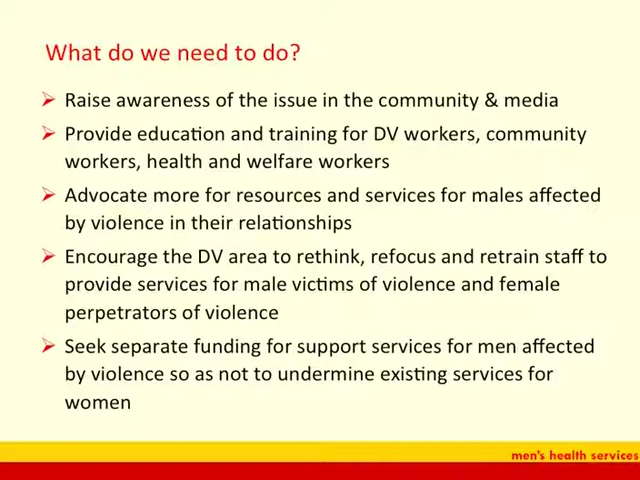 What do we need to do?
Raise awareness of the issue in the community & media
Provide education and training for DV workers, community
workers, health and welfare workers
Advocate more for resources and services for males affected
by violence in their relationships
Encourage the DV area to rethink, refocus and retrain staff to
provide services for male victims of violence and female
perpetrators of violence
Seek separate funding for support services for men affected
by violence so as not to undermine existing services for
women
men's health services